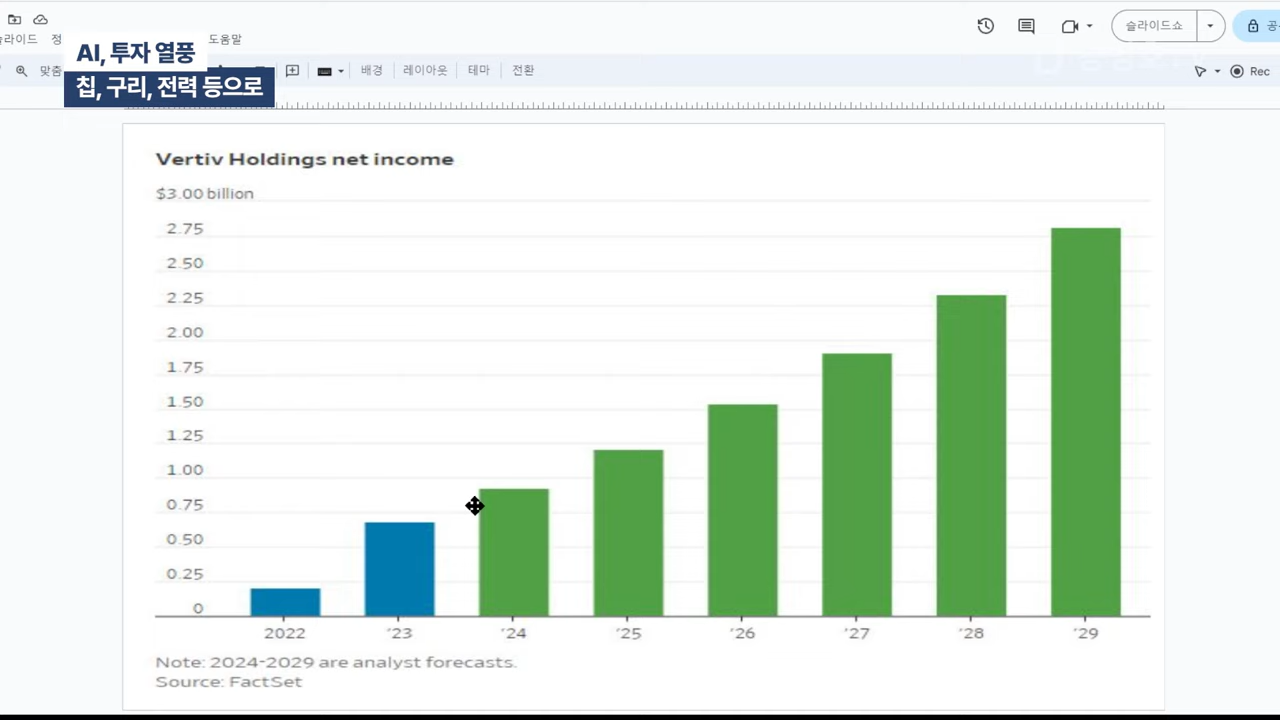 슬라이드
도움말
슬라이드쇼
AI, 투자 열풍
칩, 구리, 전력 등으로
맞춤
배경
레이아웃
테마
전환
Rec
Vertiv Holdings net income
$3.00 billion
2.75
2.50
2.25
2.00
1.75
1.50
1.25
1.00
0.75
0.50
0.25
0
2022 '23 '24 '25 '26 '27 '28 '29
Note: 2024-2029 are analyst forecasts.
Source: FactSet